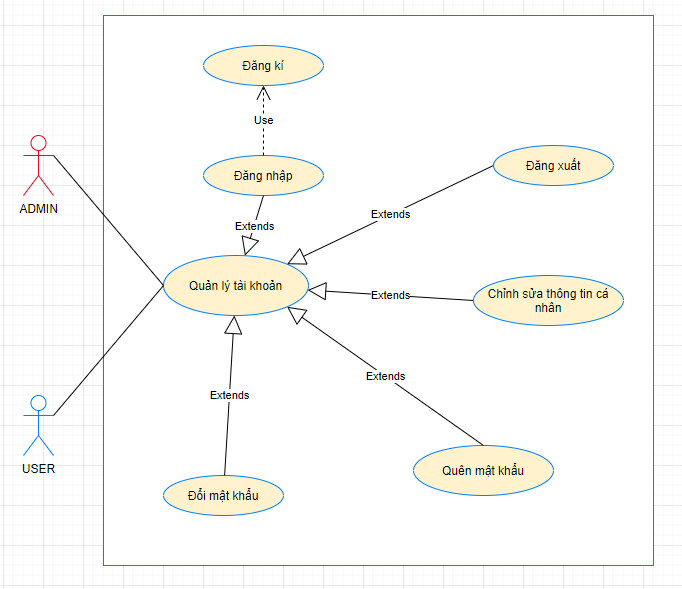 Đăng kí
Use
Đăng nhập
Đăng xuất
ADMIN
Extends
Extends
Quản lý tài khoản
Extends
Chỉnh sửa thông tin cá
nhân
Extends
Extends
USER
Quên mật khẩu
Đổi mật khẩu